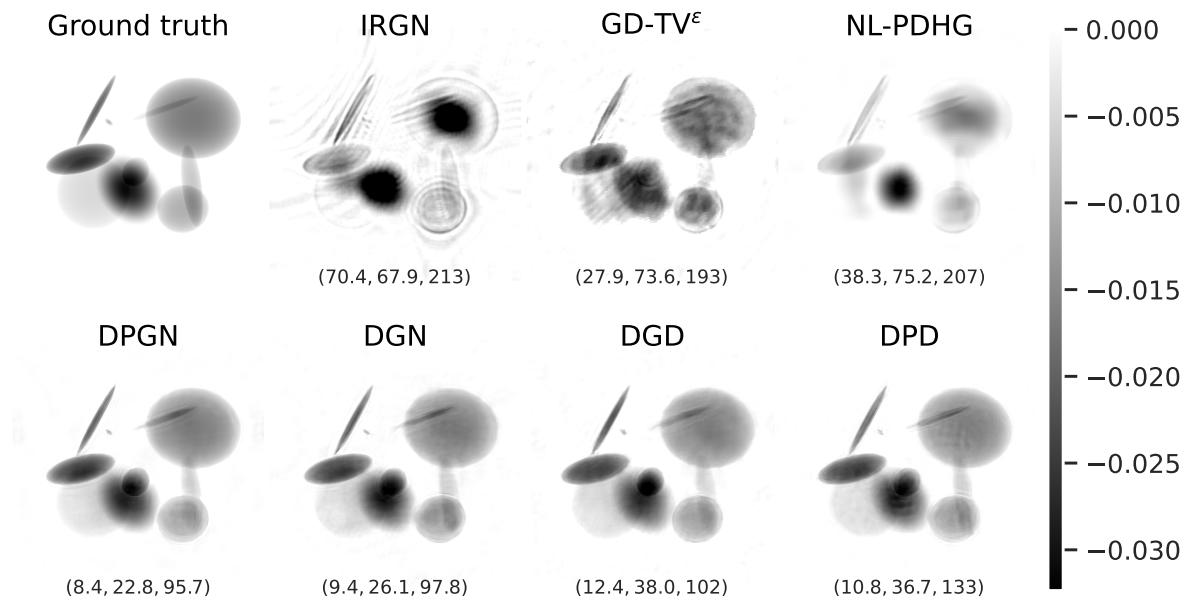 Ground truth
IRGN
GD-TV^ε
NL-PDHG
(70.4, 67.9, 213)
(27.9, 73.6, 193)
(38.3, 75.2, 207)
DPGN
DGN
DGD
DPD
(8.4, 22.8, 95.7)
(9.4, 26.1, 97.8)
(12.4, 38.0, 102)
(10.8, 36.7, 133)
0.000
−0.005
−0.010
−0.015
−0.020
−0.025
−0.030